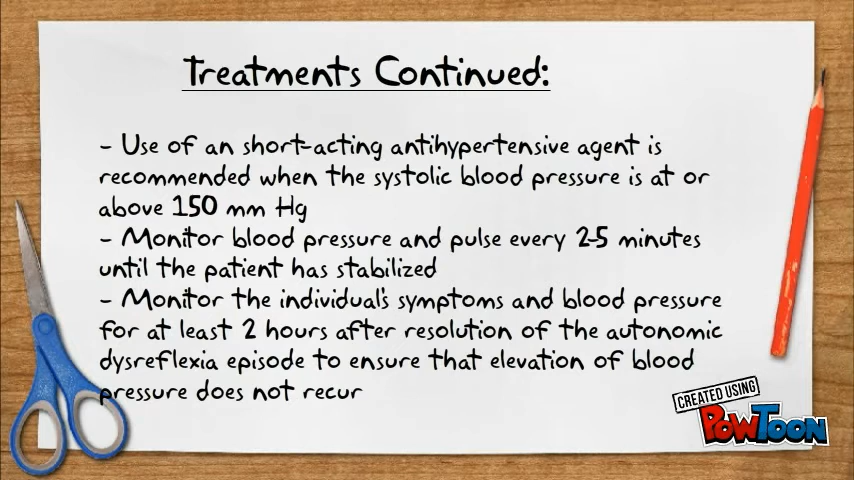 Treatments Continued:
- Use of an short-acting antihypertensive agent is
recommended when the systolic blood pressure is at or
above 150 mm Hg
- Monitor blood pressure and pulse every 2-5 minutes
until the patient has stabilized
- Monitor the individual's symptoms and blood pressure
for at least 2 hours after resolution of the autonomic
dysreflexia episode to ensure that elevation of blood
pressure does not recur
CREATED USING
POWTOON